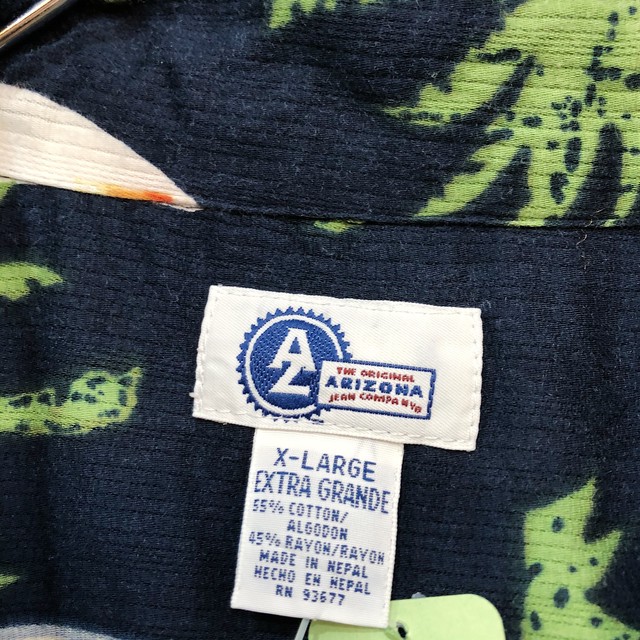 AZ
THE ORIGINAL
ARIZONA
JEAN COMPANY®
X-LARGE
EXTRA GRANDE
55% COTTON/
ALGODON
45% RAYON/RAYON
MADE IN NEPAL
HECHO EN NEPAL
RN 93677